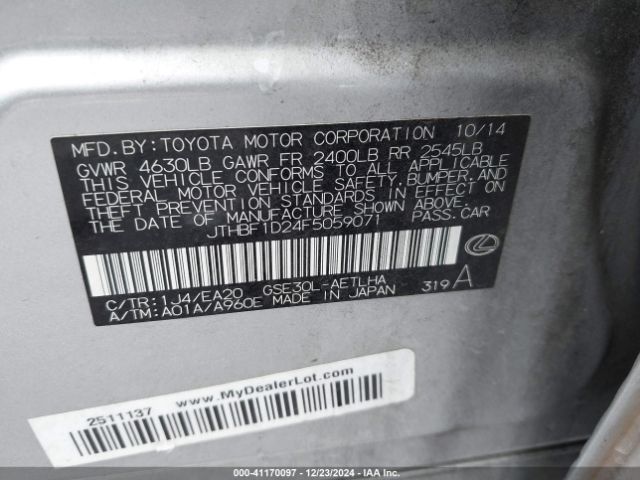 MFD.BY:TOYOTA MOTOR CORPORATION 10/14
GVWR 4630LB GAWR FR 2400LB RR 2545LB
THIS VEHICLE CONFORMS TO ALL APPLICABLE
FEDERAL MOTOR VEHICLE SAFETY,BUMPER,AND
THEFT PREVENTION STANDARDS IN EFFECT ON
THE DATE OF MANUFACTURE SHOWN ABOVE.
JTHBF1D24F5059071 PASS.CAR
C/TR:1J4/EA20 GSE30L-AETLHA
A/TM:A01A/A960E MADE IN JAPAN 319A
www.MyDealerLot.com
2511137
000-41170097 • 12/23/2024 • IAA Inc.